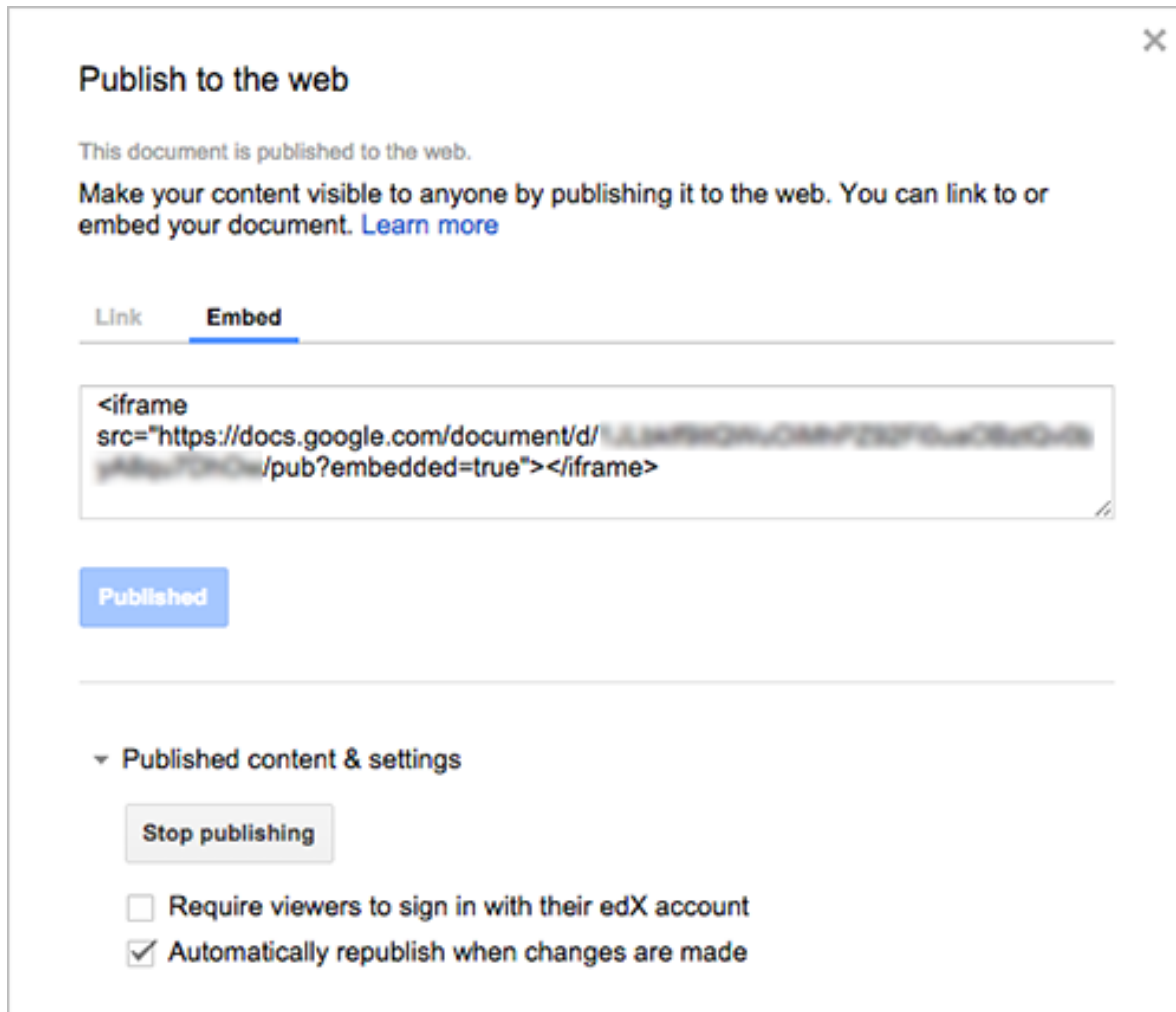 Publish to the web
This document is published to the web.
Make your content visible to anyone by publishing it to the web. You can link to or
embed your document. Learn more
Link Embed
<iframe
src="https://docs.google.com/document/d/
/pub?embedded=true"></iframe>
Published
Published content & settings
Stop publishing
Require viewers to sign in with their edX account
Automatically republish when changes are made